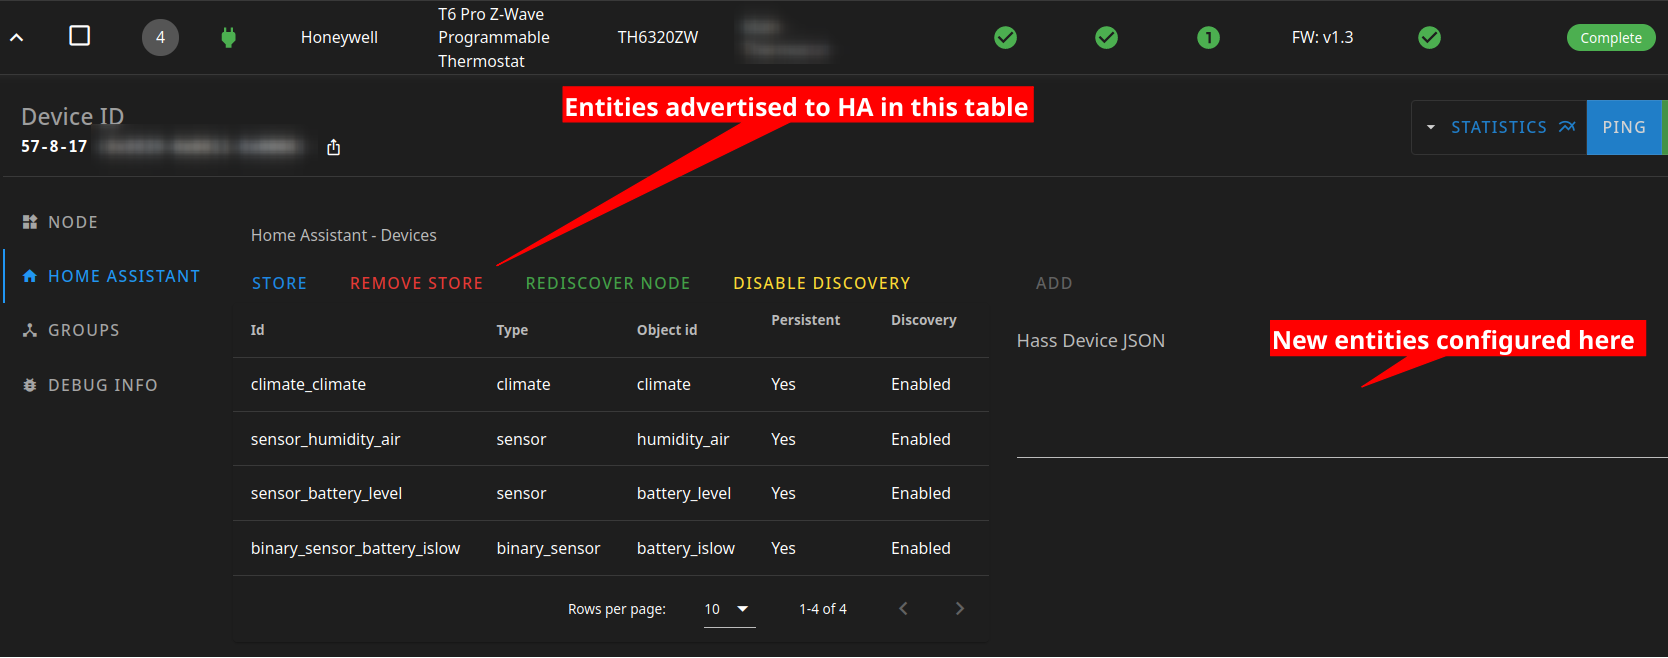 4 Honeywell T6 Pro Z-Wave TH6320ZW 1 FW: v1.3 Complete
Programmable
Thermostat
Entities advertised to HA in this table
Device ID
57-8-17
STATISTICS PING
NODE
HOME ASSISTANT
GROUPS
DEBUG INFO
Home Assistant - Devices
STORE REMOVE STORE REDISCOVER NODE DISABLE DISCOVERY ADD
Id Type Object id Persistent Discovery
climate_climate climate climate Yes Enabled
sensor_humidity_air sensor humidity_air Yes Enabled
sensor_battery_level sensor battery_level Yes Enabled
binary_sensor_battery_islow binary_sensor battery_islow Yes Enabled
Rows per page: 10 1-4 of 4
Hass Device JSON
New entities configured here